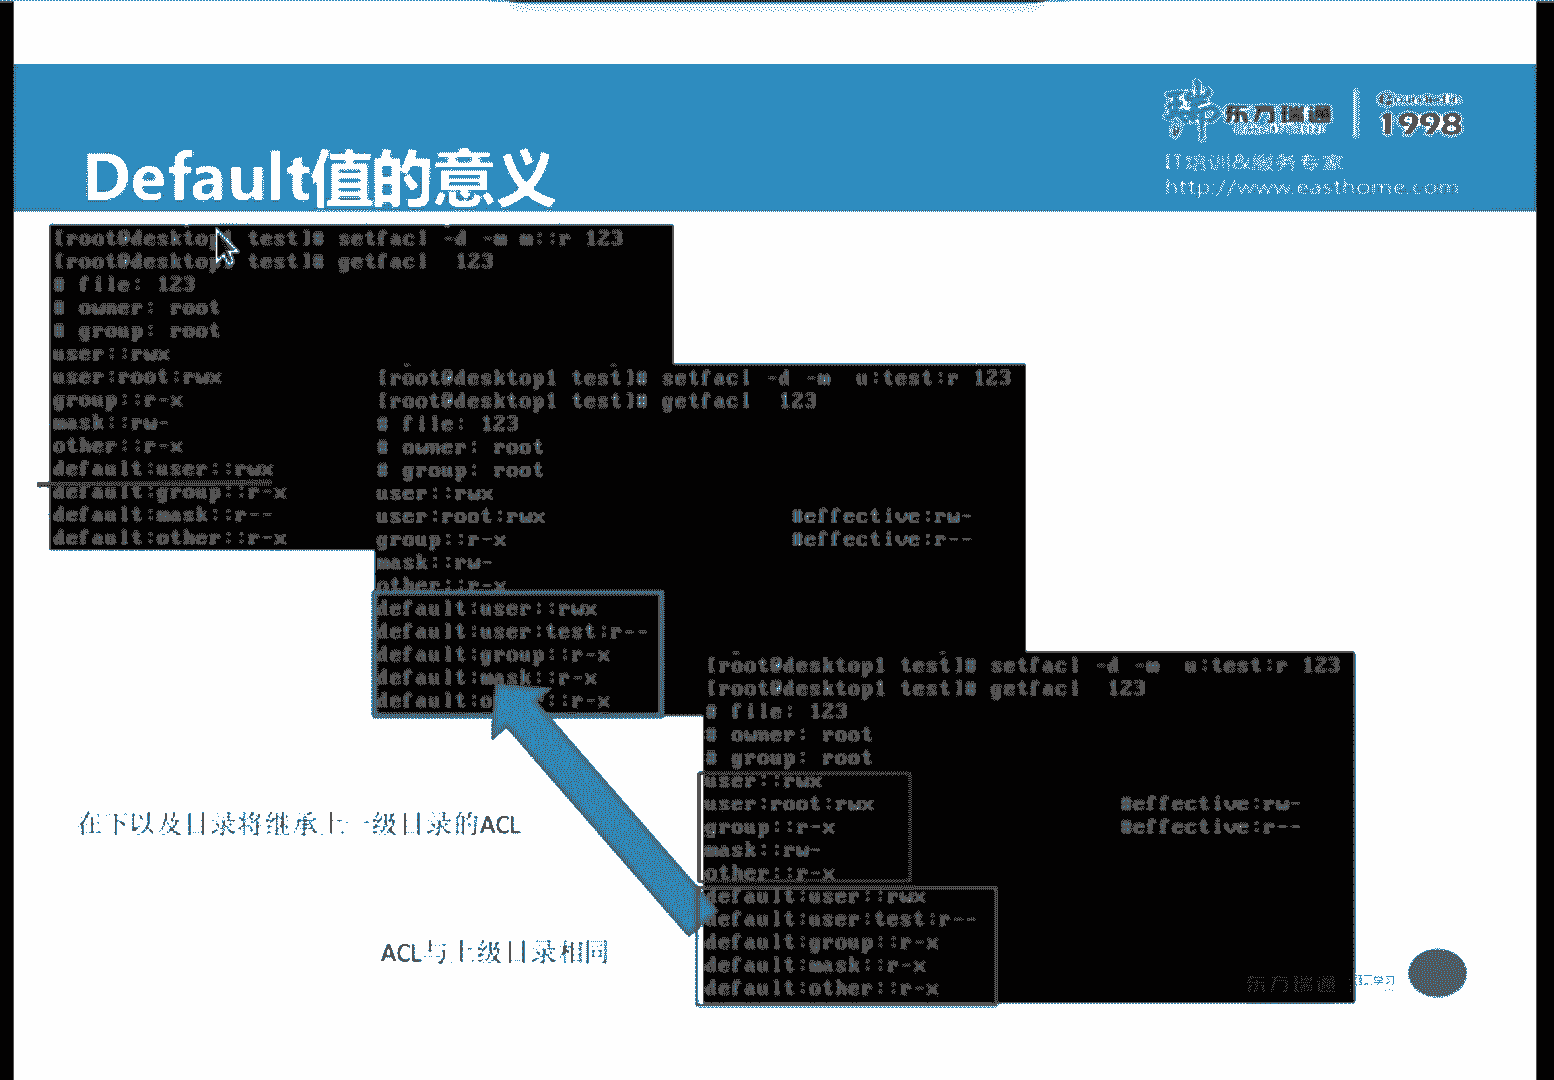 东方瑞通
1998
IT培训及服务专家
http://www.easthome.com
Default值的意义
[root@desktop1 test]# setfacl -d -m m::r 123
[root@desktop1 test]# getfacl 123
# file: 123
# owner: root
# group: root
user::rwx
user:root:rwx
group::r-x
mask::rw-
other::r-x
default:user::rwx
default:group::r-x
default:mask::r--
default:other::r-x
[root@desktop1 test]# setfacl -d -m u:test:r 123
[root@desktop1 test]# getfacl 123
# file: 123
# owner: root
# group: root
user::rwx
user:root:rwx #effective:rw-
group::r-x #effective:r--
mask::rw-
other::r-x
default:user::rwx
default:user:test:r--
default:group::r-x
default:mask::r-x
default:o r-x
[root@desktop1 test]# setfacl -d -m u:test:r 123
[root@desktop1 test]# getfacl 123
# file: 123
# owner: root
# group: root
user::rwx
user:root:rwx #effective:rw-
group::r-x #effective:r--
mask::rw-
other::r-x
default:user::rwx
default:user:test:r--
default:group::r-x
default:mask::r-x
default:other::r-x
在下以及目录将继承上一级目录的ACL
ACL与上级目录相同
东方瑞通
学习